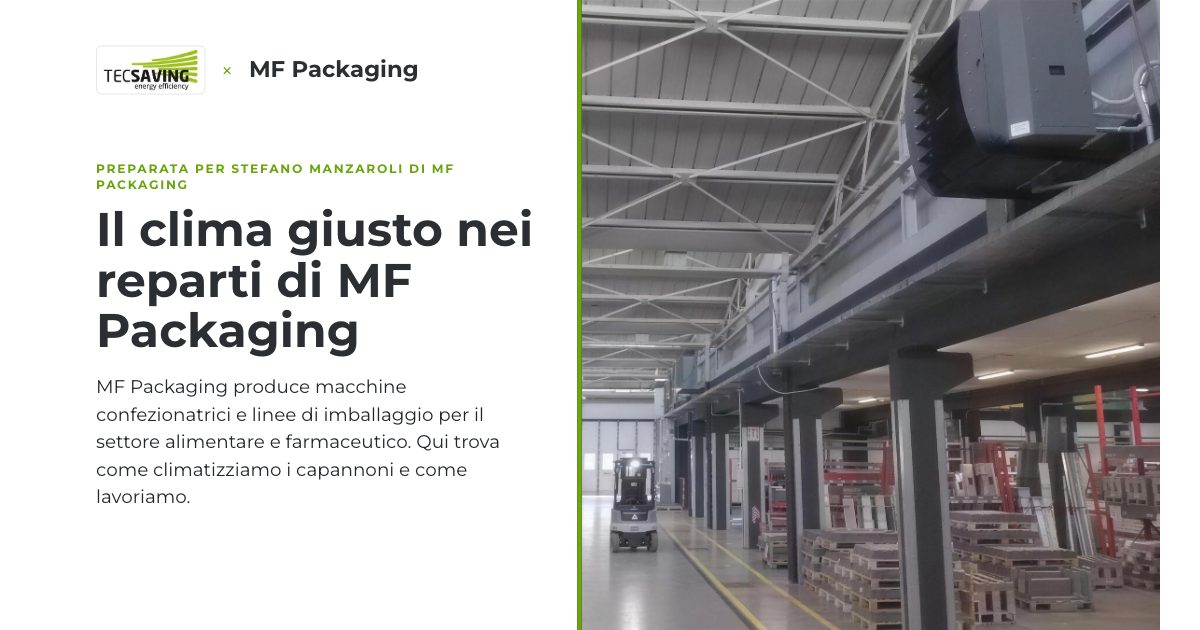 TECSAVING
energy efficiency
× MF Packaging
PREPARATA PER STEFANO MANZAROLI DI MF
PACKAGING
Il clima giusto nei
reparti di MF
Packaging
MF Packaging produce macchine
confezionatrici e linee di imballaggio per il
settore alimentare e farmaceutico. Qui trova
come climatizziamo i capannoni e come
lavoriamo.